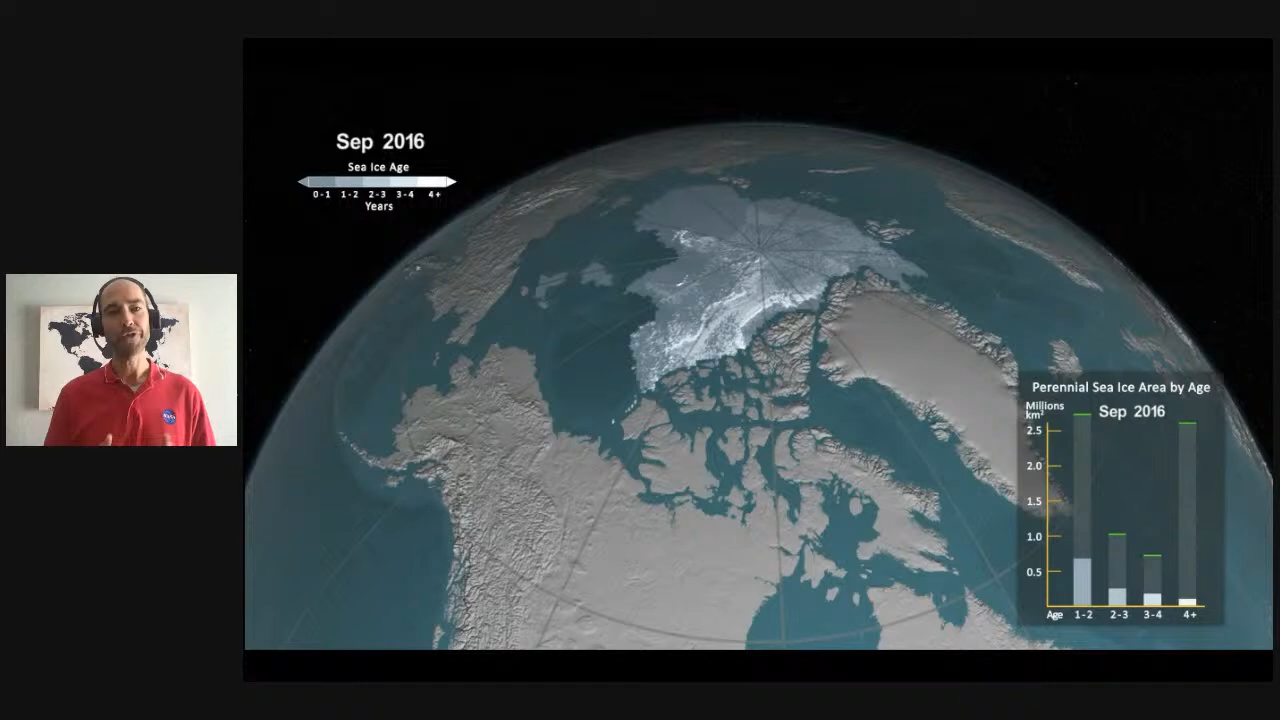 Sep 2016
Sea Ice Age
0-1 1-2 2-3 3-4 4+
Years
NASA
Perennial Sea Ice Area by Age
Millions
km²
Sep 2016
2.5
2.0
1.5
1.0
0.5
Age 1-2 2-3 3-4 4+